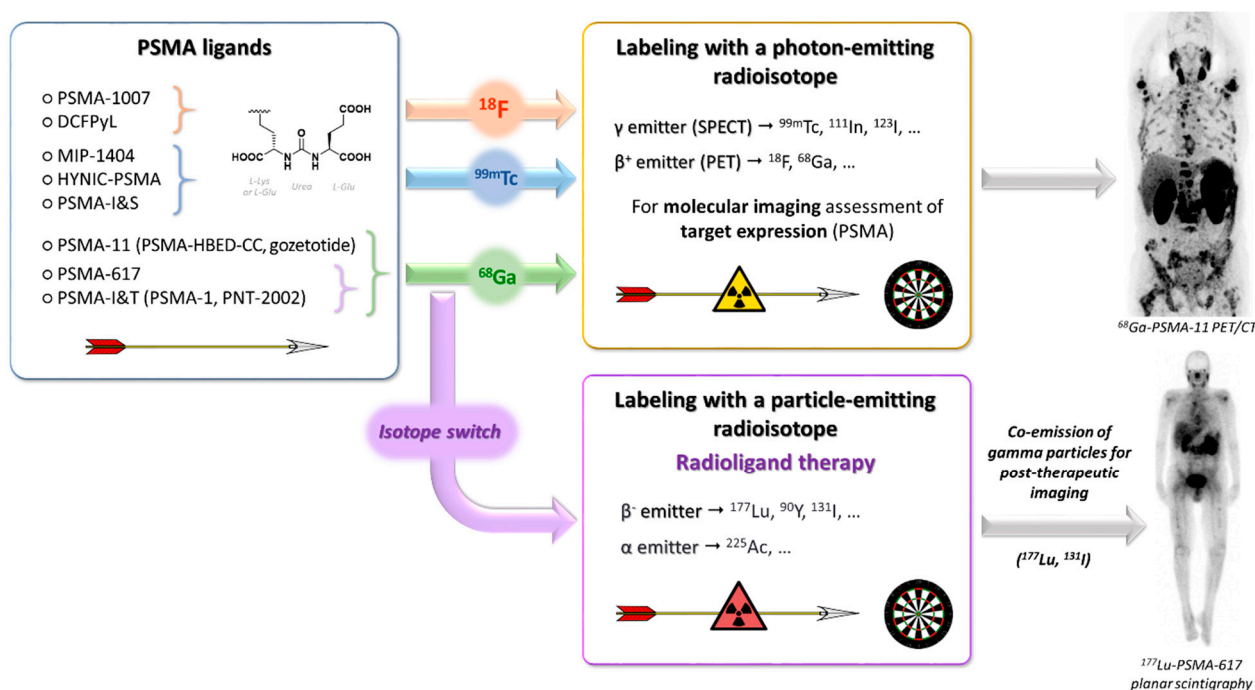 PSMA ligands
○ PSMA-1007
○ DCFPyL
○ MIP-1404
○ HYNIC-PSMA
○ PSMA-I&S
○ PSMA-11 (PSMA-HBED-CC, gozetotide)
○ PSMA-617
○ PSMA-I&T (PSMA-1, PNT-2002)
COOH
O
HOOC
N
H
N
H
COOH
L-Lys
or L-Glu
Urea
L-Glu
¹⁸F
⁹⁹ᵐTc
⁶⁸Ga
Isotope switch
Labeling with a photon-emitting
radioisotope
γ emitter (SPECT) → ⁹⁹ᵐTc, ¹¹¹In, ¹²³I, ...
β⁺ emitter (PET) → ¹⁸F, ⁶⁸Ga, ...
For molecular imaging assessment of
target expression (PSMA)
⁶⁸Ga-PSMA-11 PET/CT
Labeling with a particle-emitting
radioisotope
Radioligand therapy
β⁻ emitter → ¹⁷⁷Lu, ⁹⁰Y, ¹³¹I, ...
α emitter → ²²⁵Ac, ...
Co-emission of
gamma particles for
post-therapeutic
imaging
(¹⁷⁷Lu, ¹³¹I)
¹⁷⁷Lu-PSMA-617
planar scintigraphy